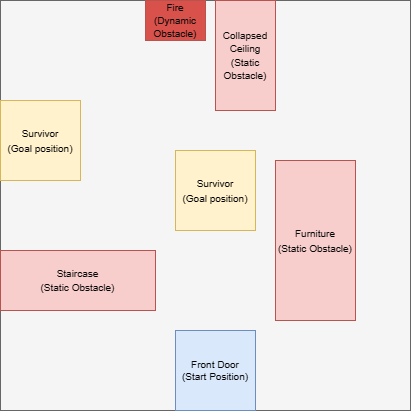 Fire
(Dynamic
Obstacle)
Collapsed
Ceiling
(Static
Obstacle)
Survivor
(Goal position)
Survivor
(Goal position)
Furniture
(Static Obstacle)
Staircase
(Static Obstacle)
Front Door
(Start Position)